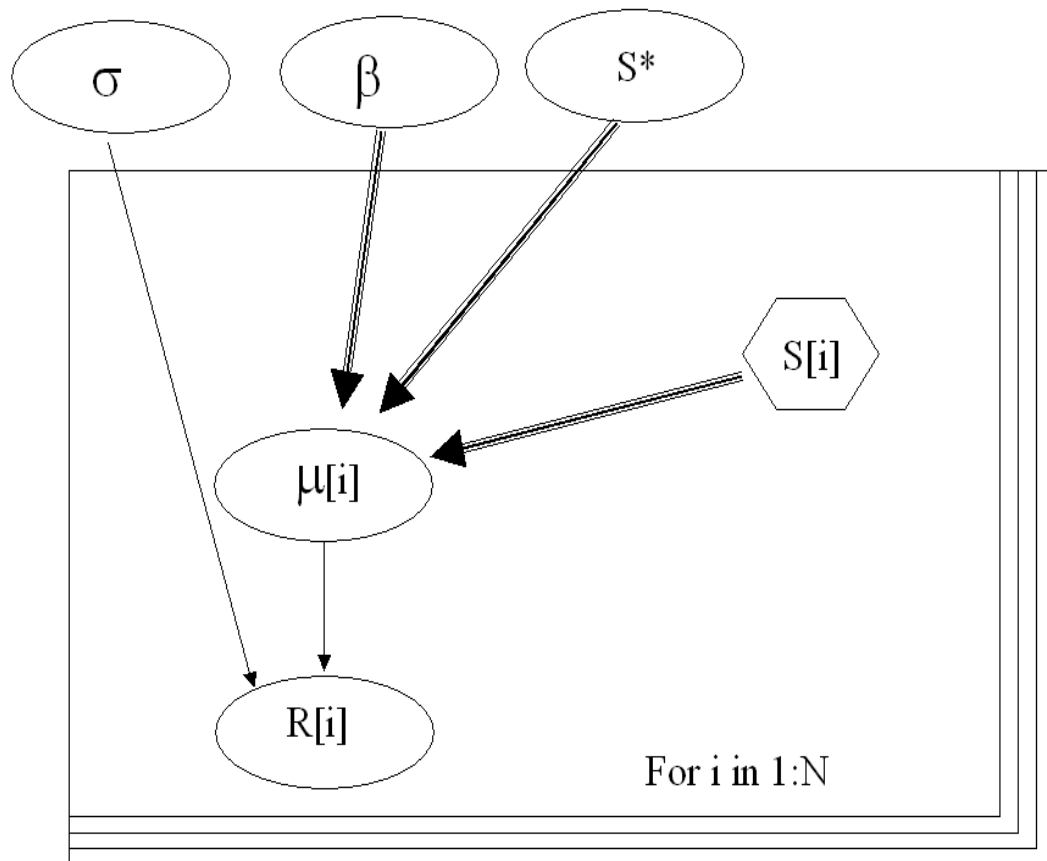 σ
β
S*
S[i]
μ[i]
R[i]
For i in 1:N